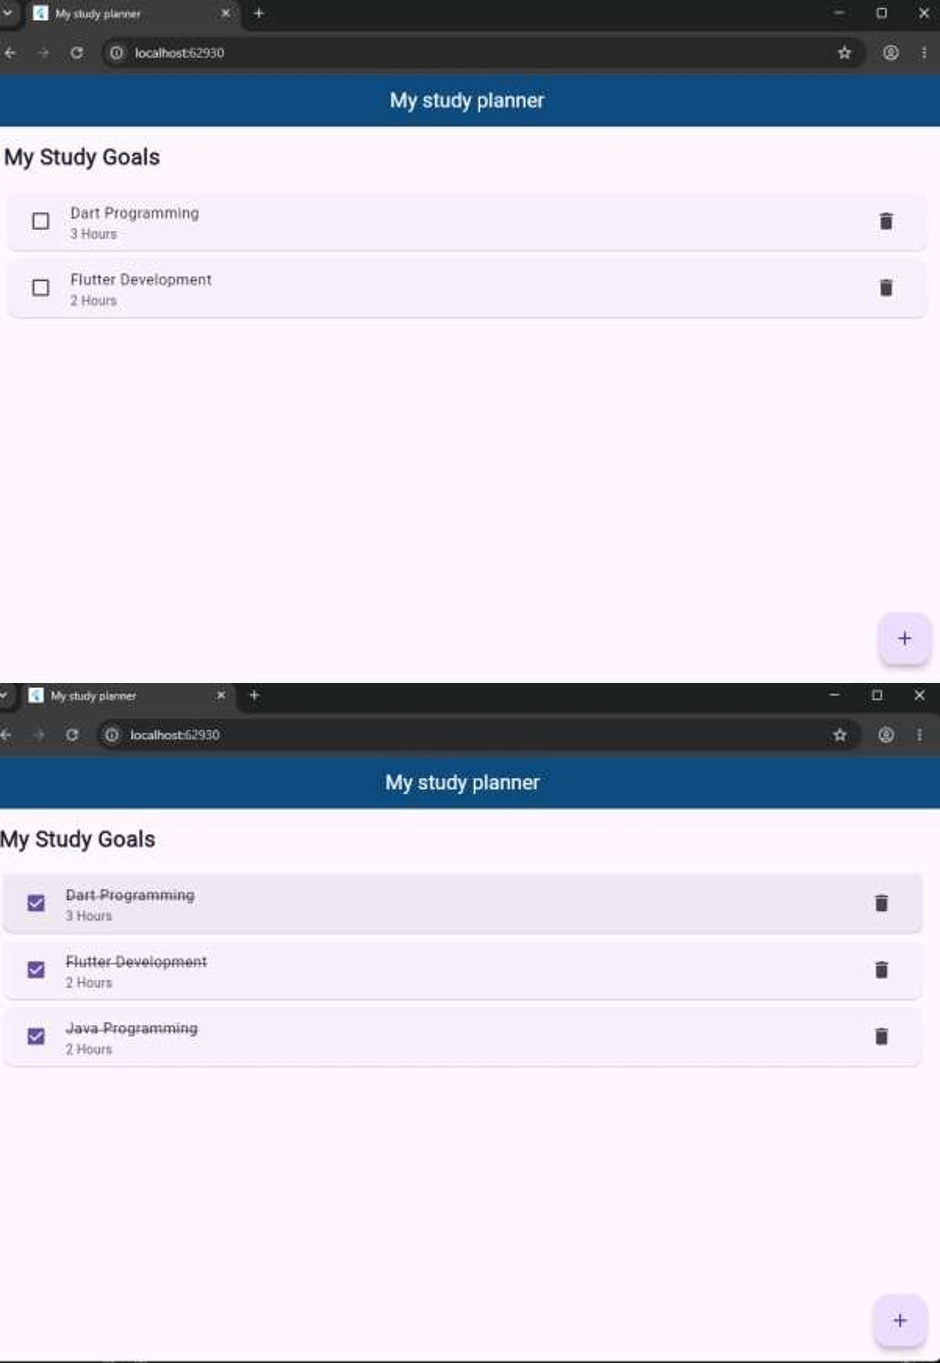 My study planner
localhost:62930
My study planner
My Study Goals
Dart Programming
3 Hours
Flutter Development
2 Hours
My study planner
localhost:62930
My study planner
My Study Goals
Dart Programming
3 Hours
Flutter Development
2 Hours
Java Programming
2 Hours